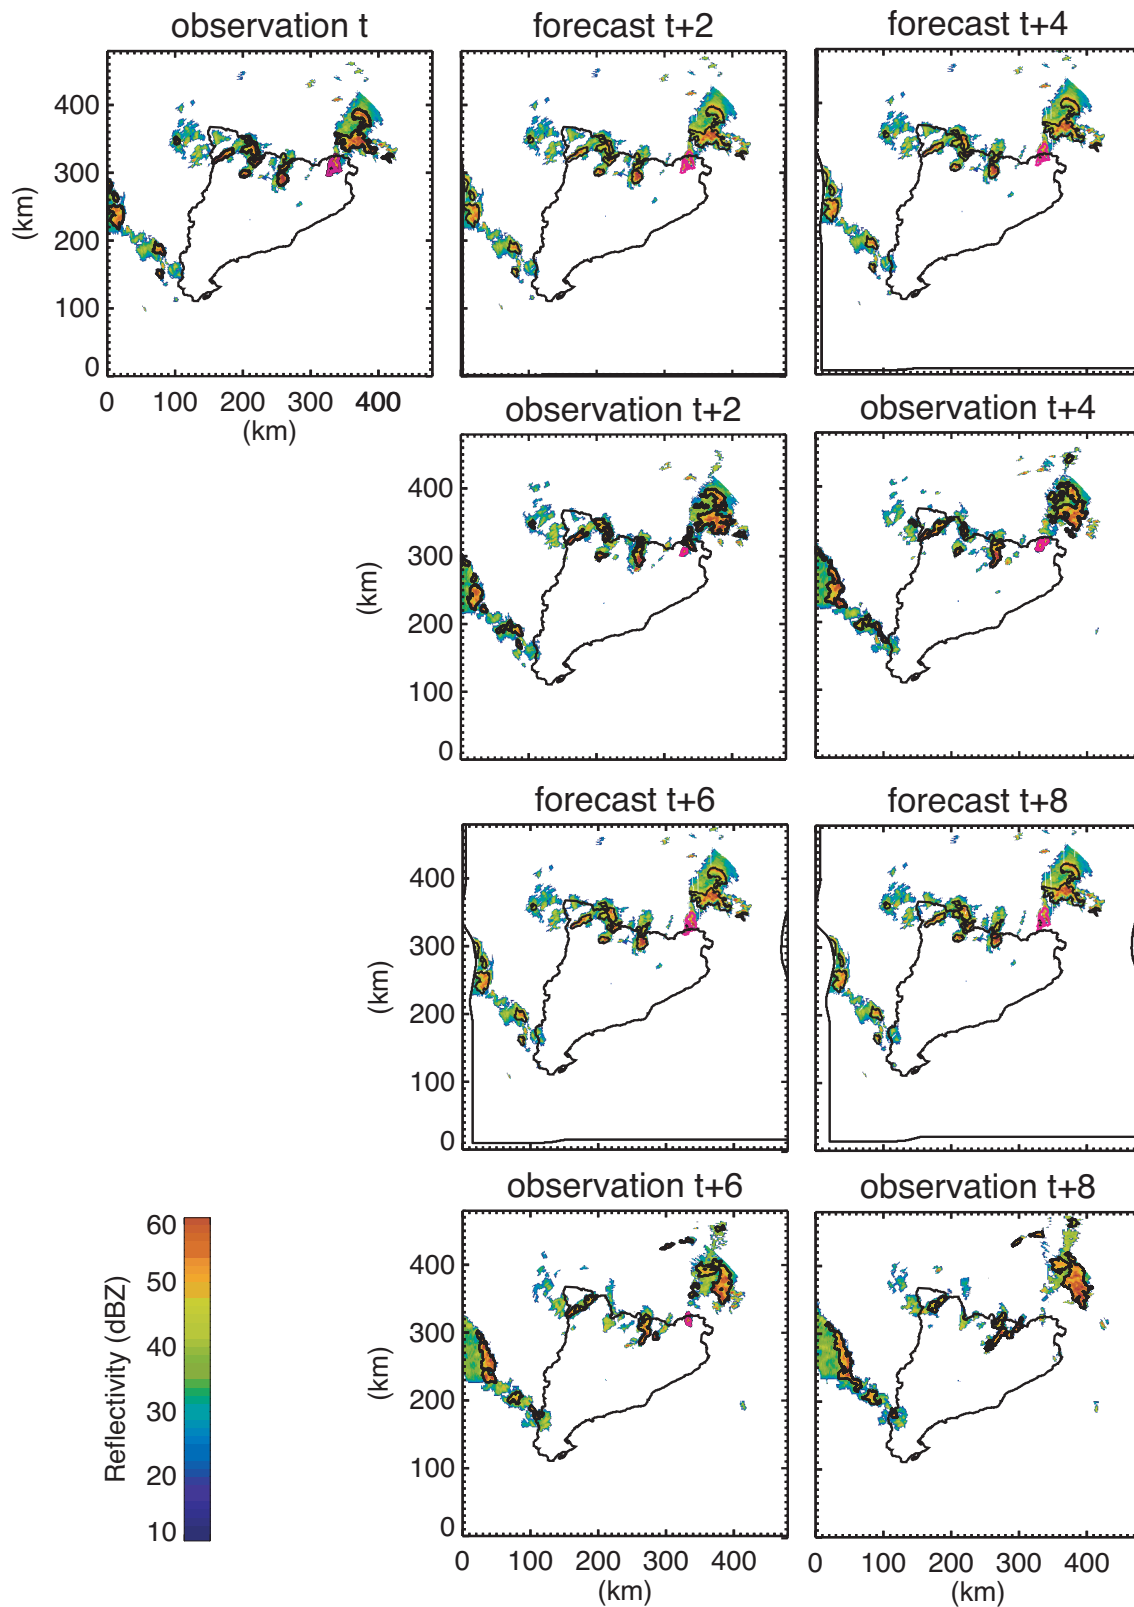 observation t
forecast t+2
forecast t+4
400
300
200
100
0
(km)
0 100 200 300 400
(km)
observation t+2
observation t+4
400
300
200
100
0
(km)
forecast t+6
forecast t+8
400
300
200
100
0
(km)
observation t+6
observation t+8
400
300
200
100
0
(km)
60
50
40
30
20
10
Reflectivity (dBZ)
0 100 200 300 400
(km)
0 100 200 300 400
(km)